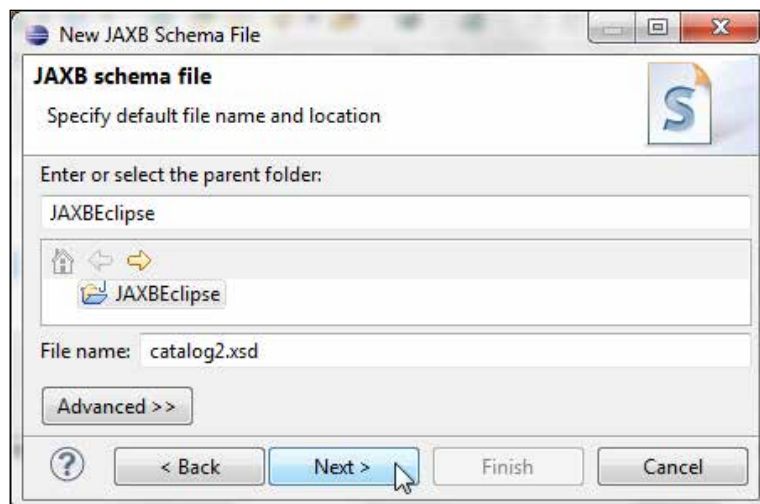 New JAXB Schema File
JAXB schema file
Specify default file name and location
Enter or select the parent folder:
JAXBEclipse
JAXBEclipse
File name: catalog2.xsd
Advanced >>
< Back Next > Finish Cancel